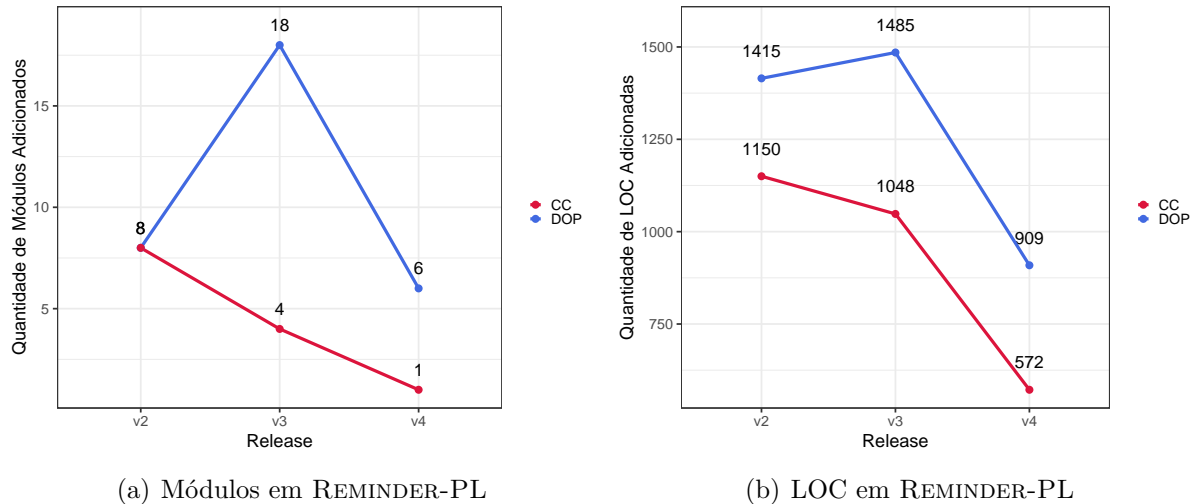 Quantidade de Módulos Adicionados
15
10
5
8
18
4
6
1
v2 v3 v4
Release
CC
DOP
(a) Módulos em REMINDER-PL
Quantidade de LOC Adicionadas
1500
1250
1000
750
1415
1485
1150
1048
909
572
v2 v3 v4
Release
CC
DOP
(b) LOC em REMINDER-PL